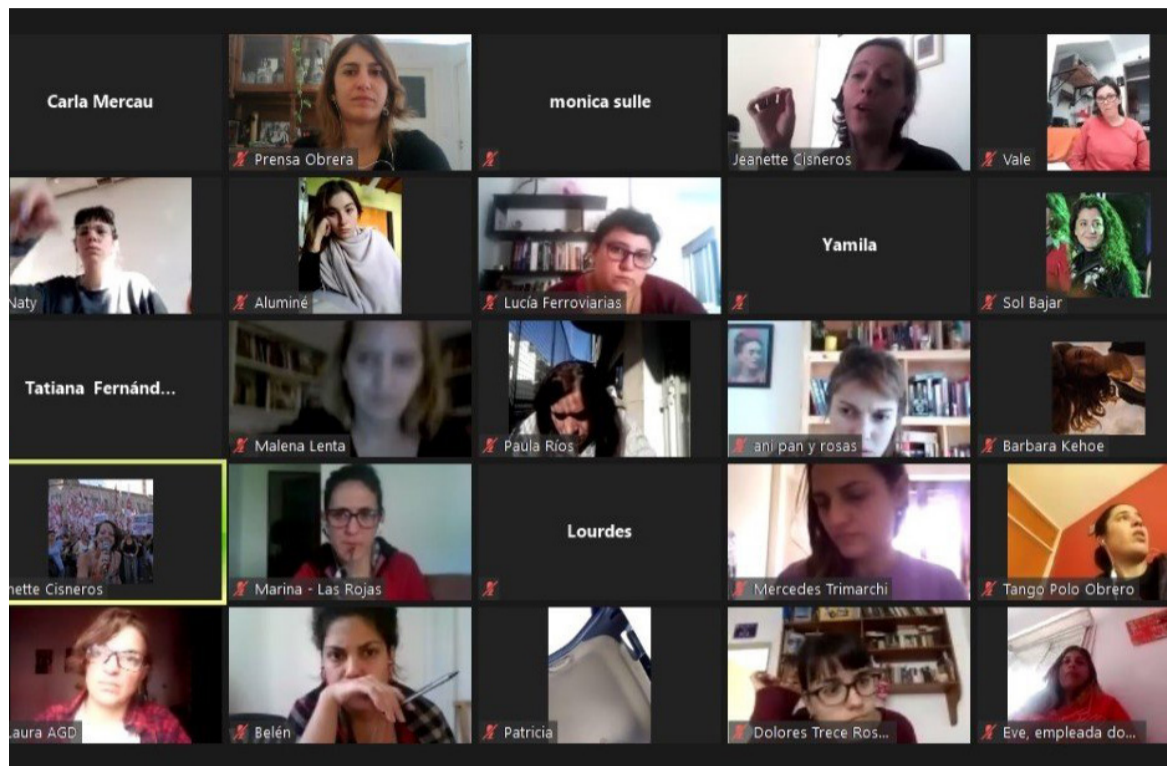 Carla Mercau
Prensa Obrera
monica sulle
Jeanette Cisneros
Vale
Naty
Aluminé
Lucía Ferroviarias
Yamila
Sol Bajar
Tatiana Fernánd...
Malena Lenta
Paula Ríos
ani pan y rosas
Barbara Kehoe
nette Cisneros
Marina - Las Rojas
Lourdes
Mercedes Trimarchi
Tango Polo Obrero
Laura AGD
Belén
Patricia
Dolores Trece Ros...
Eve, empleada do...